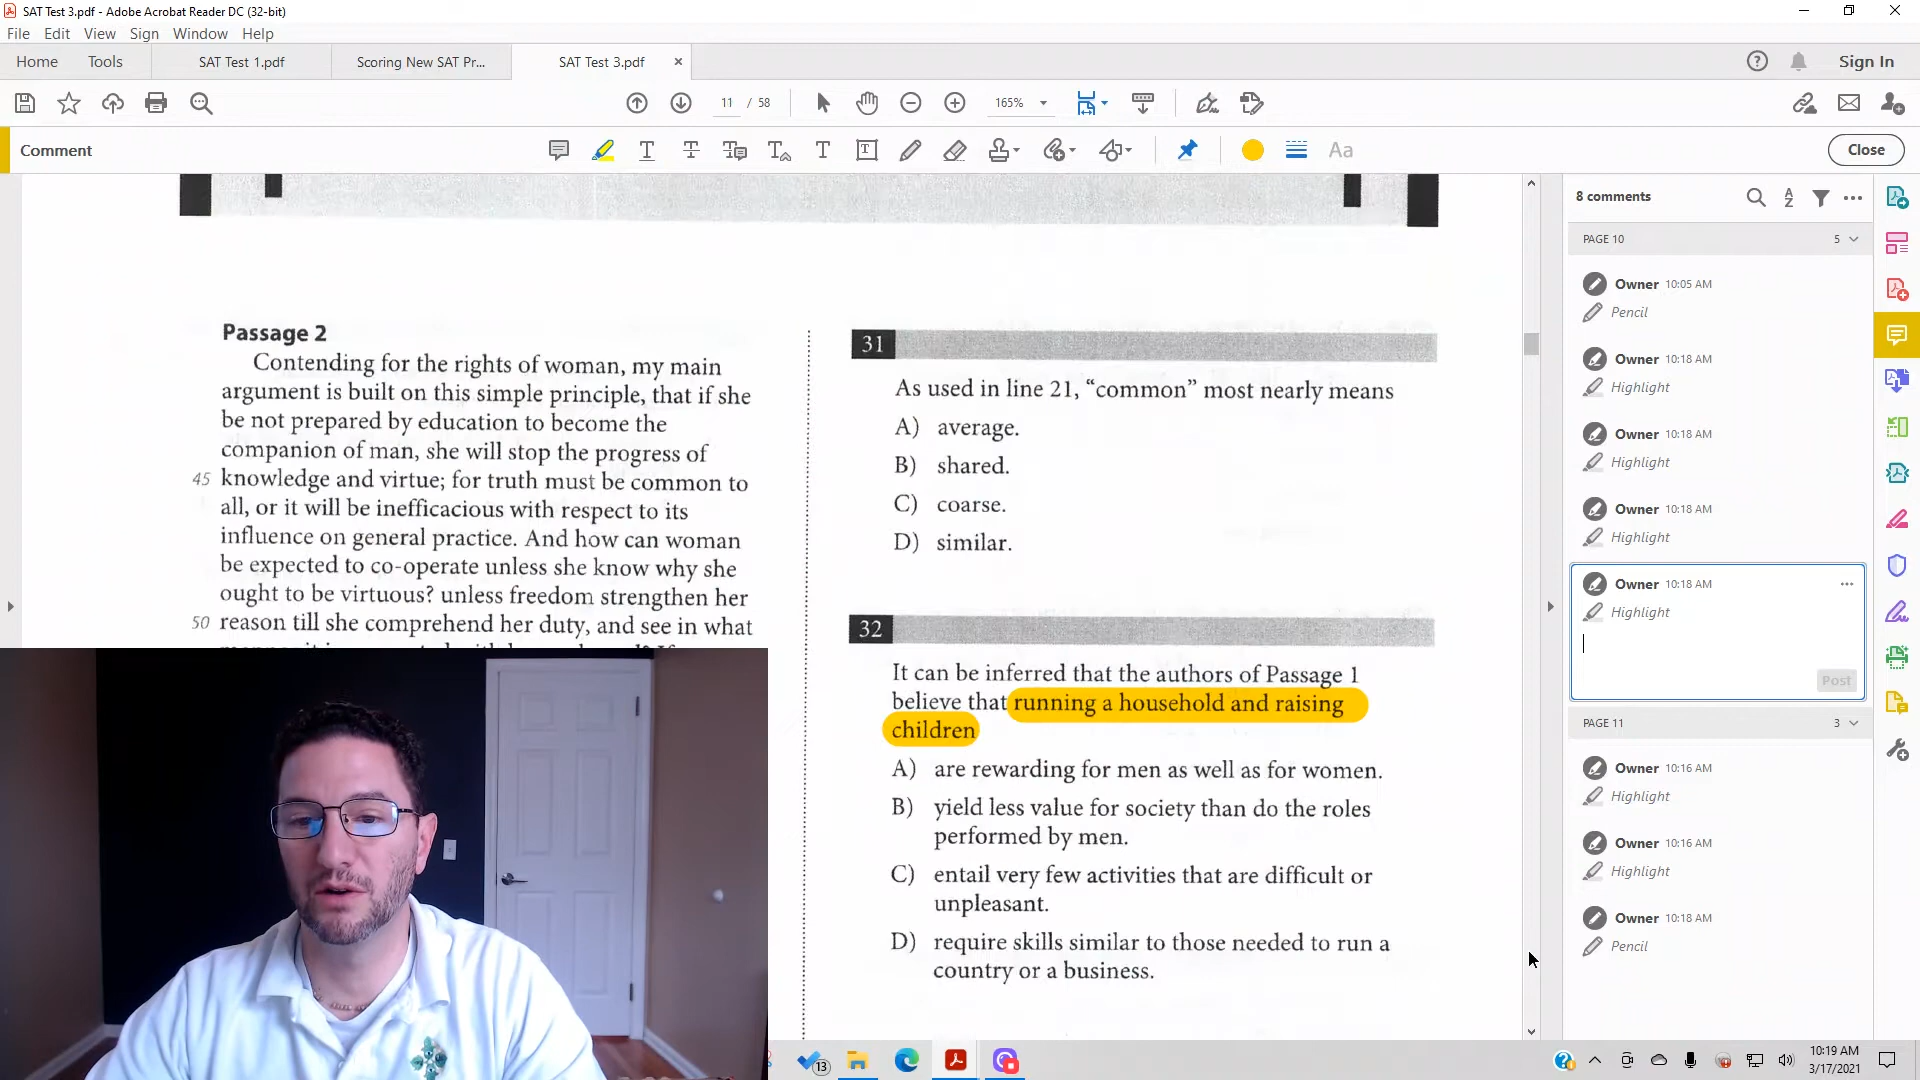 SAT Test 3.pdf - Adobe Acrobat Reader DC (32-bit)
File Edit View Sign Window Help
Home Tools SAT Test 1.pdf Scoring New SAT Pr... SAT Test 3.pdf Sign In
11 / 58 165%
Comment Close
8 comments
PAGE 10 5
Owner 10:05 AM
Pencil
Owner 10:18 AM
Highlight
Owner 10:18 AM
Highlight
Owner 10:18 AM
Highlight
Owner 10:18 AM
Highlight
Post
PAGE 11 3
Owner 10:16 AM
Highlight
Owner 10:16 AM
Highlight
Owner 10:18 AM
Pencil
Passage 2
Contending for the rights of woman, my main
argument is built on this simple principle, that if she
be not prepared by education to become the
companion of man, she will stop the progress of
45 knowledge and virtue; for truth must be common to
all, or it will be inefficacious with respect to its
influence on general practice. And how can woman
be expected to co-operate unless she know why she
ought to be virtuous? unless freedom strengthen her
50 reason till she comprehend her duty, and see in what
31
As used in line 21, “common” most nearly means
A) average.
B) shared.
C) coarse.
D) similar.
32
It can be inferred that the authors of Passage 1
believe that running a household and raising
children
A) are rewarding for men as well as for women.
B) yield less value for society than do the roles
performed by men.
C) entail very few activities that are difficult or
unpleasant.
D) require skills similar to those needed to run a
country or a business.
13
10:19 AM
3/17/2021